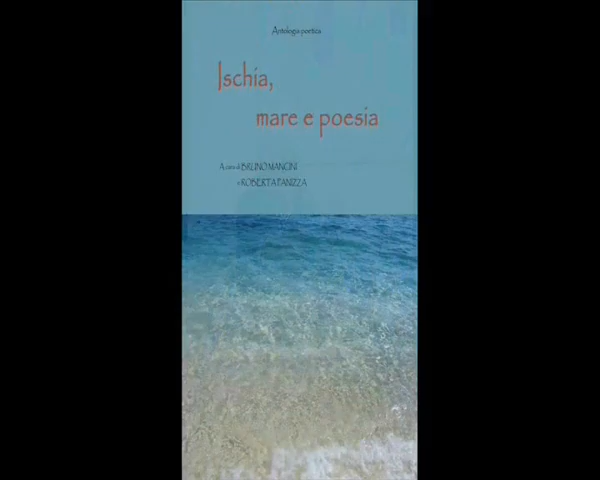 Antologia poetica
Ischia,
mare e poesia
A cura di BRUNO MANCINI
e ROBERTA PANIZZA